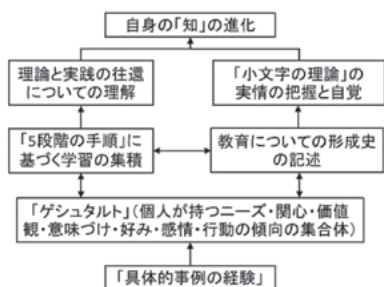 自身の「知」の進化
理論と実践の往還
についての理解
「小文字の理論」の
実情の把握と自覚
「5段階の手順」に
基づく学習の集積
教育についての形成史
の記述
「ゲシュタルト」(個人が持つニーズ・関心・価値
観・意味づけ・好み・感情・行動の傾向の集合体)
「具体的事例の経験」